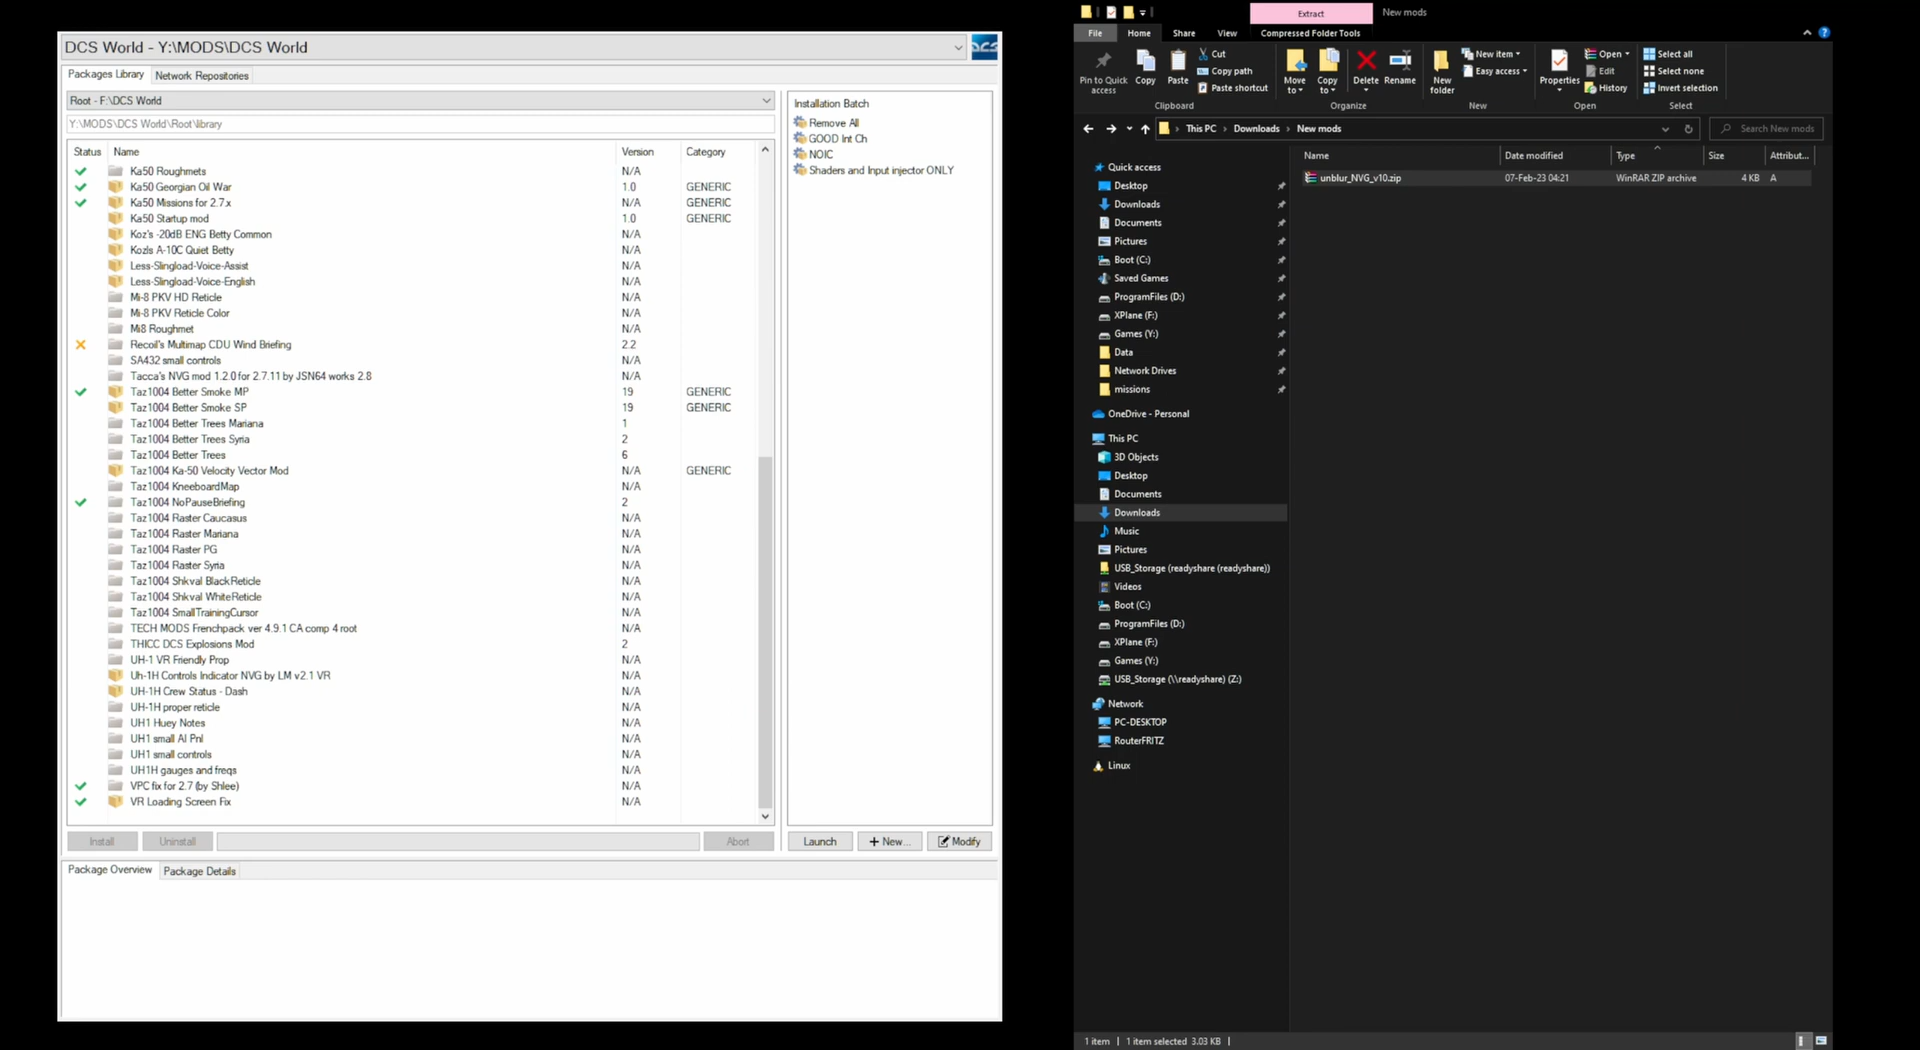 DCS World - Y:\MODS\DCS World
Packages Library Network Repositories
Root - F:\DCS World
Y:\MODS\DCS World\Root\library
Status Name Version Category
Ka50 Roughmets N/A
Ka50 Georgian Oil War 1.0 GENERIC
Ka50 Missions for 2.7.x N/A GENERIC
Ka50 Startup mod 1.0 GENERIC
Koz's -20dB ENG Betty Common N/A
Kozls A-10C Quiet Betty N/A
Less-Slingload-Voice-Assist N/A
Less-Slingload-Voice-English N/A
Mi-8 PKV HD Reticle N/A
Mi-8 PKV Reticle Color N/A
Mi8 Roughmet N/A
Recoil's Multimap CDU Wind Briefing 2.2
SA432 small controls N/A
Tacca's NVG mod 1.2.0 for 2.7.11 by JSN64 works 2.8 N/A
Taz1004 Better Smoke MP 19 GENERIC
Taz1004 Better Smoke SP 19 GENERIC
Taz1004 Better Trees Mariana 1
Taz1004 Better Trees Syria 2
Taz1004 Better Trees 6
Taz1004 Ka-50 Velocity Vector Mod N/A GENERIC
Taz1004 KneeboardMap N/A
Taz1004 NoPauseBriefing 2
Taz1004 Raster Caucasus N/A
Taz1004 Raster Mariana N/A
Taz1004 Raster PG N/A
Taz1004 Raster Syria N/A
Taz1004 Shkval BlackReticle N/A
Taz1004 Shkval WhiteReticle N/A
Taz1004 SmallTrainingCursor N/A
TECH MODS Frenchpack ver 4.9.1 CA comp 4 root N/A
THICC DCS Explosions Mod 2
UH-1 VR Friendly Prop N/A
Uh-1H Controls Indicator NVG by LM v2.1 VR N/A
UH-1H Crew Status - Dash N/A
UH-1H proper reticle N/A
UH1 Huey Notes N/A
UH1 small AI Pnl N/A
UH1 small controls N/A
UH1H gauges and freqs N/A
VPC fix for 2.7 (by Shlee) N/A
VR Loading Screen Fix N/A
Install Uninstall Abort
Package Overview Package Details
Installation Batch
Remove All
GOOD Int Ch
NOIC
Shaders and Input injector ONLY
Launch New... Modify
Extract New mods
File Home Share View Compressed Folder Tools
Pin to Quick access
Copy
Paste
Cut
Copy path
Paste shortcut
Clipboard
Move to
Copy to
Delete
Rename
Organize
New folder
New item
Easy access
New
Properties
Open
Edit
History
Open
Select all
Select none
Invert selection
Select
This PC › Downloads › New mods
Search New mods
Quick access
Desktop
Downloads
Documents
Pictures
Boot (C:)
Saved Games
ProgramFiles (D:)
XPlane (F:)
Games (Y:)
Data
Network Drives
missions
OneDrive - Personal
This PC
3D Objects
Desktop
Documents
Downloads
Music
Pictures
USB_Storage (readyshare (readyshare))
Videos
Boot (C:)
ProgramFiles (D:)
XPlane (F:)
Games (Y:)
USB_Storage (\\readyshare) (Z:)
Network
PC-DESKTOP
RouterFRITZ
Linux
Name Date modified Type Size Attribut...
unblur_NVG_v10.zip 07-Feb-23 04:21 WinRAR ZIP archive 4 KB A
1 item 1 item selected 3.03 KB